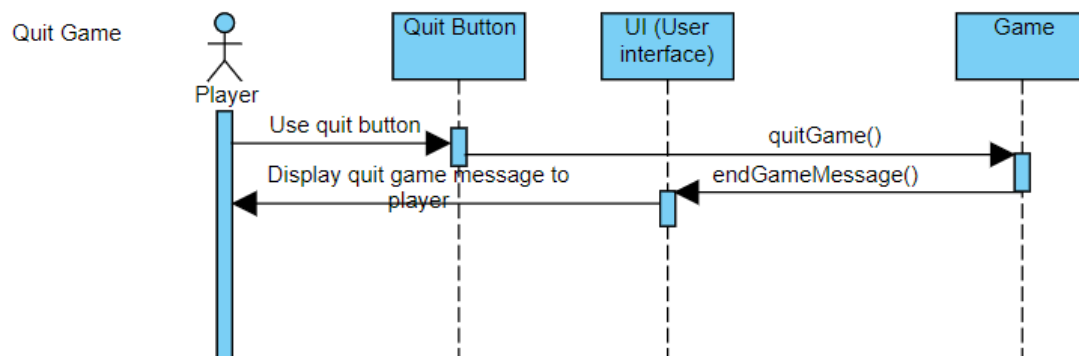 Quit Game
Player
Quit Button
UI (User
interface)
Game
Use quit button
quitGame()
endGameMessage()
Display quit game message to
player